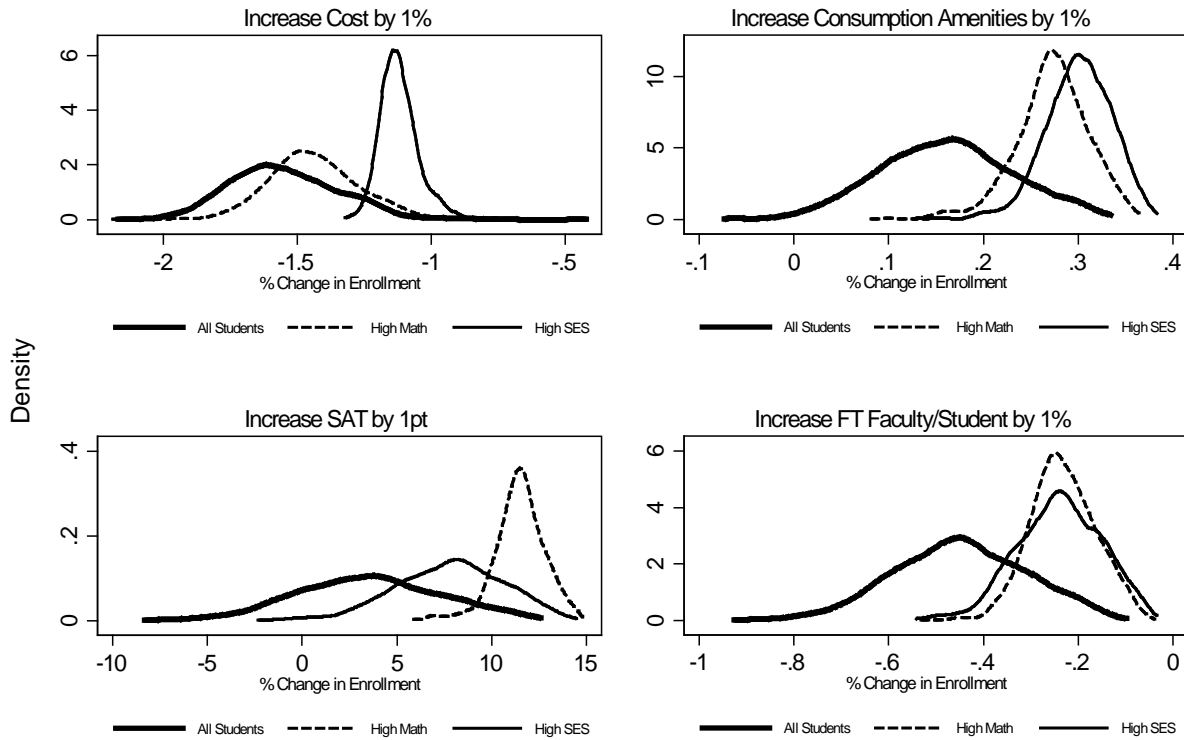 Increase Cost by 1%
0 2 4 6
-2 -1.5 -1 -.5
% Change in Enrollment
All Students High Math High SES
Increase Consumption Amenities by 1%
0 5 10
-.1 0 .1 .2 .3 .4
% Change in Enrollment
All Students High Math High SES
Density
Increase SAT by 1pt
0 .2 .4
-10 -5 0 5 10 15
% Change in Enrollment
All Students High Math High SES
Increase FT Faculty/Student by 1%
0 2 4 6
-1 -.8 -.6 -.4 -.2 0
% Change in Enrollment
All Students High Math High SES